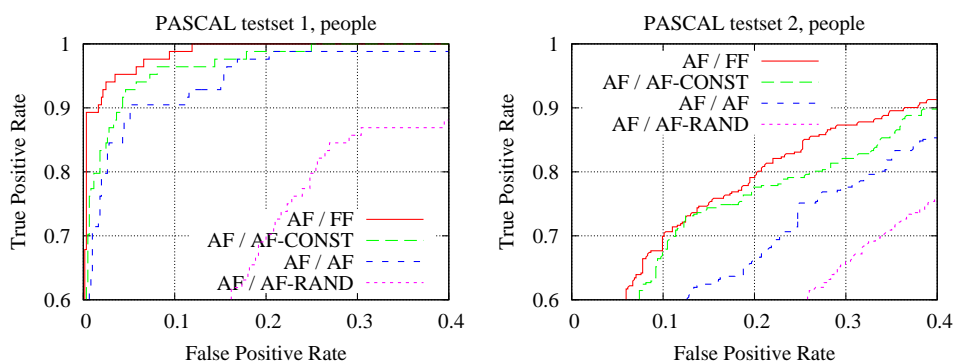 PASCAL testset 1, people
True Positive Rate
1
0.9
0.8
0.7
0.6
AF / FF
AF / AF-CONST
AF / AF
AF / AF-RAND
0
0.1
0.2
0.3
0.4
False Positive Rate
PASCAL testset 2, people
True Positive Rate
1
0.9
0.8
0.7
0.6
AF / FF
AF / AF-CONST
AF / AF
AF / AF-RAND
0
0.1
0.2
0.3
0.4
False Positive Rate